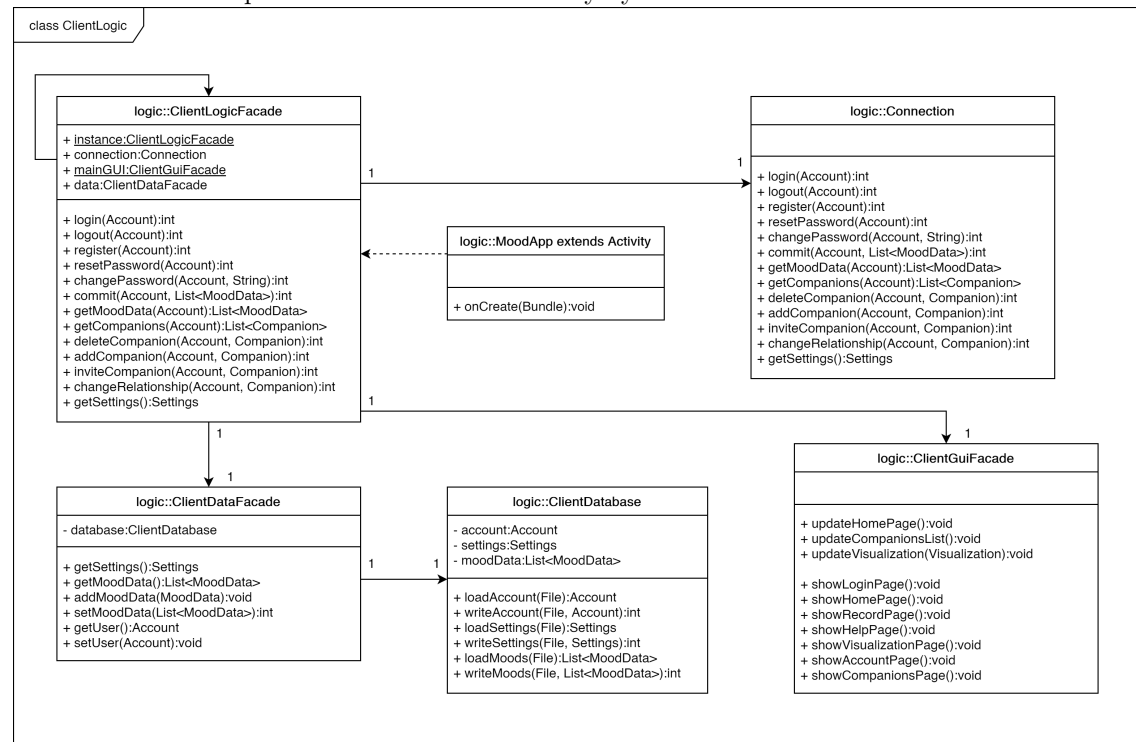 class ClientLogic
logic::ClientLogicFacade
+ instance:ClientLogicFacade
+ connection:Connection
+ mainGUI:ClientGuiFacade
+ data:ClientDataFacade
+ login(Account):int
+ logout(Account):int
+ register(Account):int
+ resetPassword(Account):int
+ changePassword(Account, String):int
+ commit(Account, List<MoodData>):int
+ getMoodData(Account):List<MoodData>
+ getCompanions(Account):List<Companion>
+ deleteCompanion(Account, Companion):int
+ addCompanion(Account, Companion):int
+ inviteCompanion(Account, Companion):int
+ changeRelationship(Account, Companion):int
+ getSettings():Settings
1
1
logic::Connection
+ login(Account):int
+ logout(Account):int
+ register(Account):int
+ resetPassword(Account):int
+ changePassword(Account, String):int
+ commit(Account, List<MoodData>):int
+ getMoodData(Account):List<MoodData>
+ getCompanions(Account):List<Companion>
+ deleteCompanion(Account, Companion):int
+ addCompanion(Account, Companion):int
+ inviteCompanion(Account, Companion):int
+ changeRelationship(Account, Companion):int
+ getSettings():Settings
logic::MoodApp extends Activity
+ onCreate(Bundle):void
1
1
1
1
logic::ClientDataFacade
- database:ClientDatabase
+ getSettings():Settings
+ getMoodData():List<MoodData>
+ addMoodData(MoodData):void
+ setMoodData(List<MoodData>):int
+ getUser():Account
+ setUser(Account):void
1
1
logic::ClientDatabase
- account:Account
- settings:Settings
- moodData:List<MoodData>
+ loadAccount(File):Account
+ writeAccount(File, Account):int
+ loadSettings(File):Settings
+ writeSettings(File, Settings):int
+ loadMoods(File):List<MoodData>
+ writeMoods(File, List<MoodData>):int
logic::ClientGuiFacade
+ updateHomePage():void
+ updateCompanionsList():void
+ updateVisualization(Visualization):void
+ showLoginPage():void
+ showHomePage():void
+ showRecordPage():void
+ showHelpPage():void
+ showVisualizationPage():void
+ showAccountPage():void
+ showCompanionsPage():void